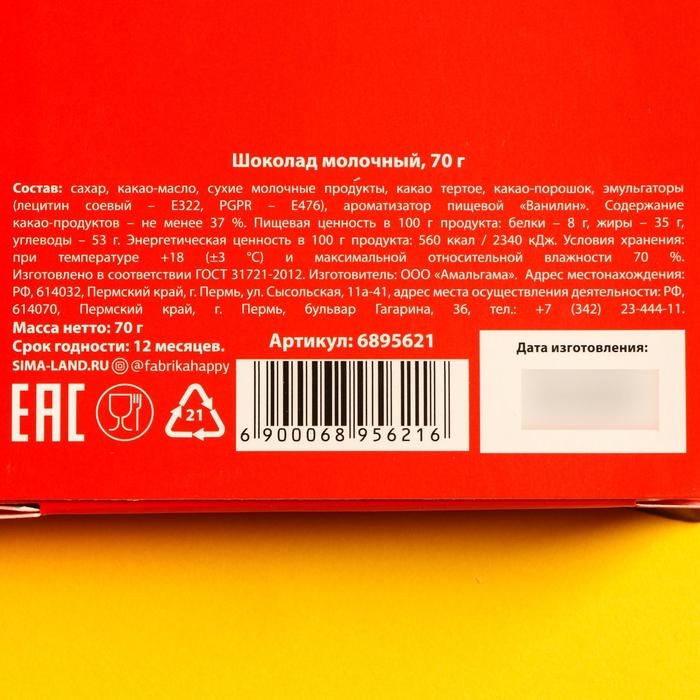 Шоколад молочный, 70 г
Состав: сахар, какао-масло, сухие молочные продукты, какао тертое, какао-порошок, эмульгаторы
(лецитин соевый – Е322, PGPR – Е476), ароматизатор пищевой «Ванилин». Содержание
какао-продуктов – не менее 37 %. Пищевая ценность в 100 г продукта: белки – 8 г, жиры – 35 г,
углеводы – 53 г. Энергетическая ценность в 100 г продукта: 560 ккал / 2340 кДж. Условия хранения:
при температуре +18 (±3 °C) и максимальной относительной влажности 70 %.
Изготовлено в соответствии ГОСТ 31721-2012. Изготовитель: ООО «Амальгама». Адрес местонахождения:
РФ, 614032, Пермский край, г. Пермь, ул. Сысольская, 11а-41, адрес места осуществления деятельности: РФ,
614070, Пермский край, г. Пермь, бульвар Гагарина, 36, тел.: +7 (342) 23-444-11.
Масса нетто: 70 г
Срок годности: 12 месяцев.
SIMA-LAND.RU @fabrikahappy
Артикул: 6895621
Дата изготовления:
EAC
21
6 900068 956216